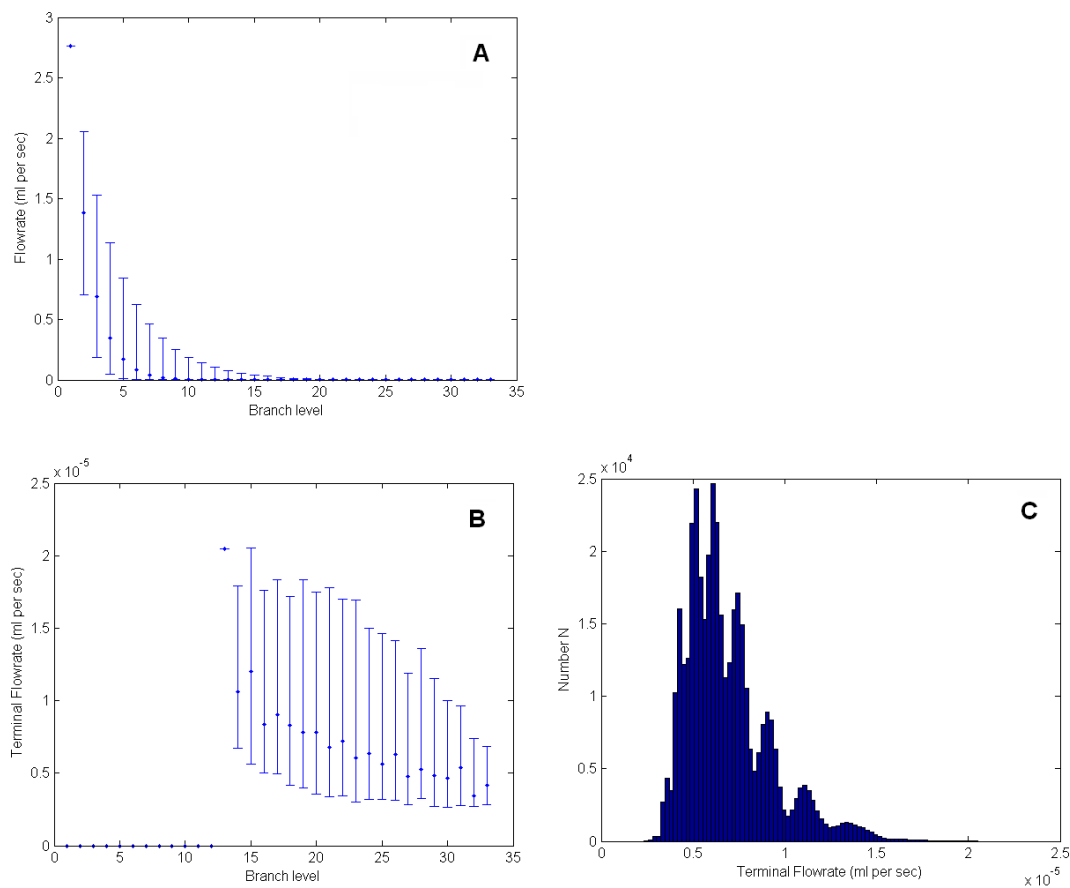 A
3
2.5
2
1.5
1
0.5
0
Flowrate (ml per sec)
0 5 10 15 20 25 30 35
Branch level
B
x 10^-5
2.5
2
1.5
1
0.5
0
Terminal Flowrate (ml per sec)
0 5 10 15 20 25 30 35
Branch level
C
x 10^4
2.5
2
1.5
1
0.5
0
Number N
0 0.5 1 1.5 2 2.5
Terminal Flowrate (ml per sec)
x 10^-5